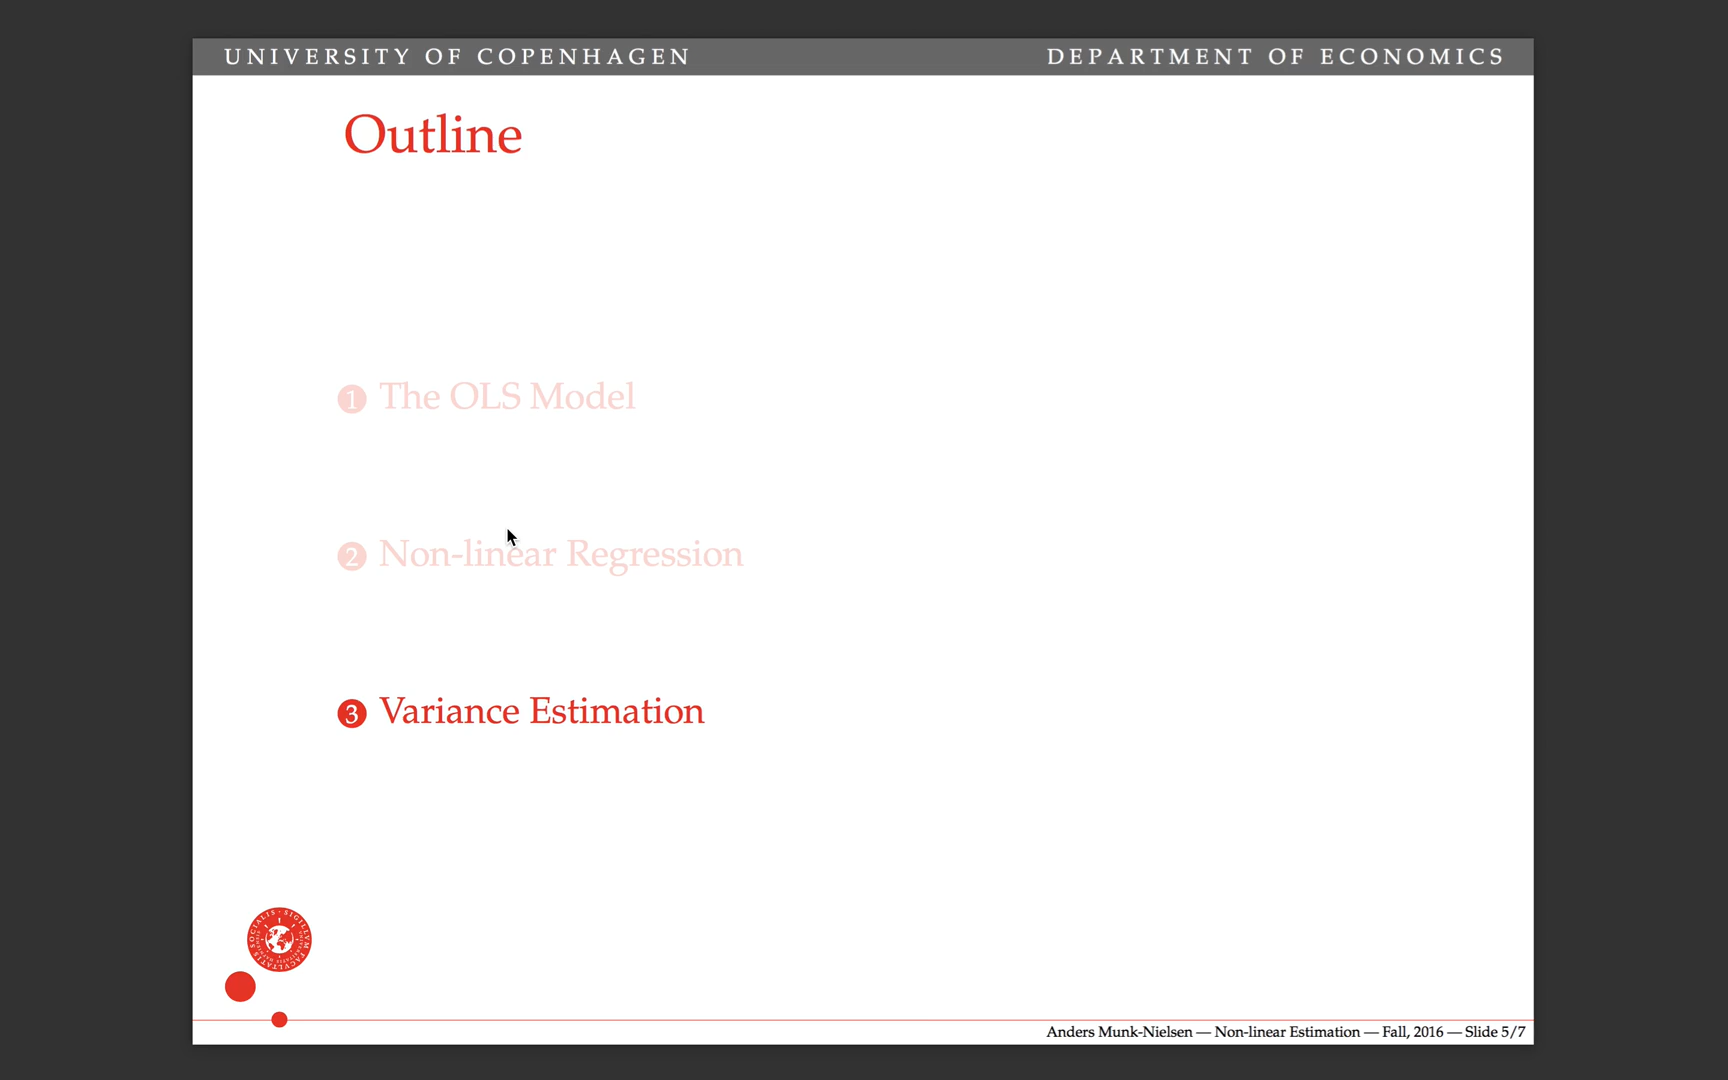 UNIVERSITY OF COPENHAGEN
DEPARTMENT OF ECONOMICS
Outline
1 The OLS Model
2 Non-linear Regression
3 Variance Estimation
Anders Munk-Nielsen — Non-linear Estimation — Fall, 2016 — Slide 5/7